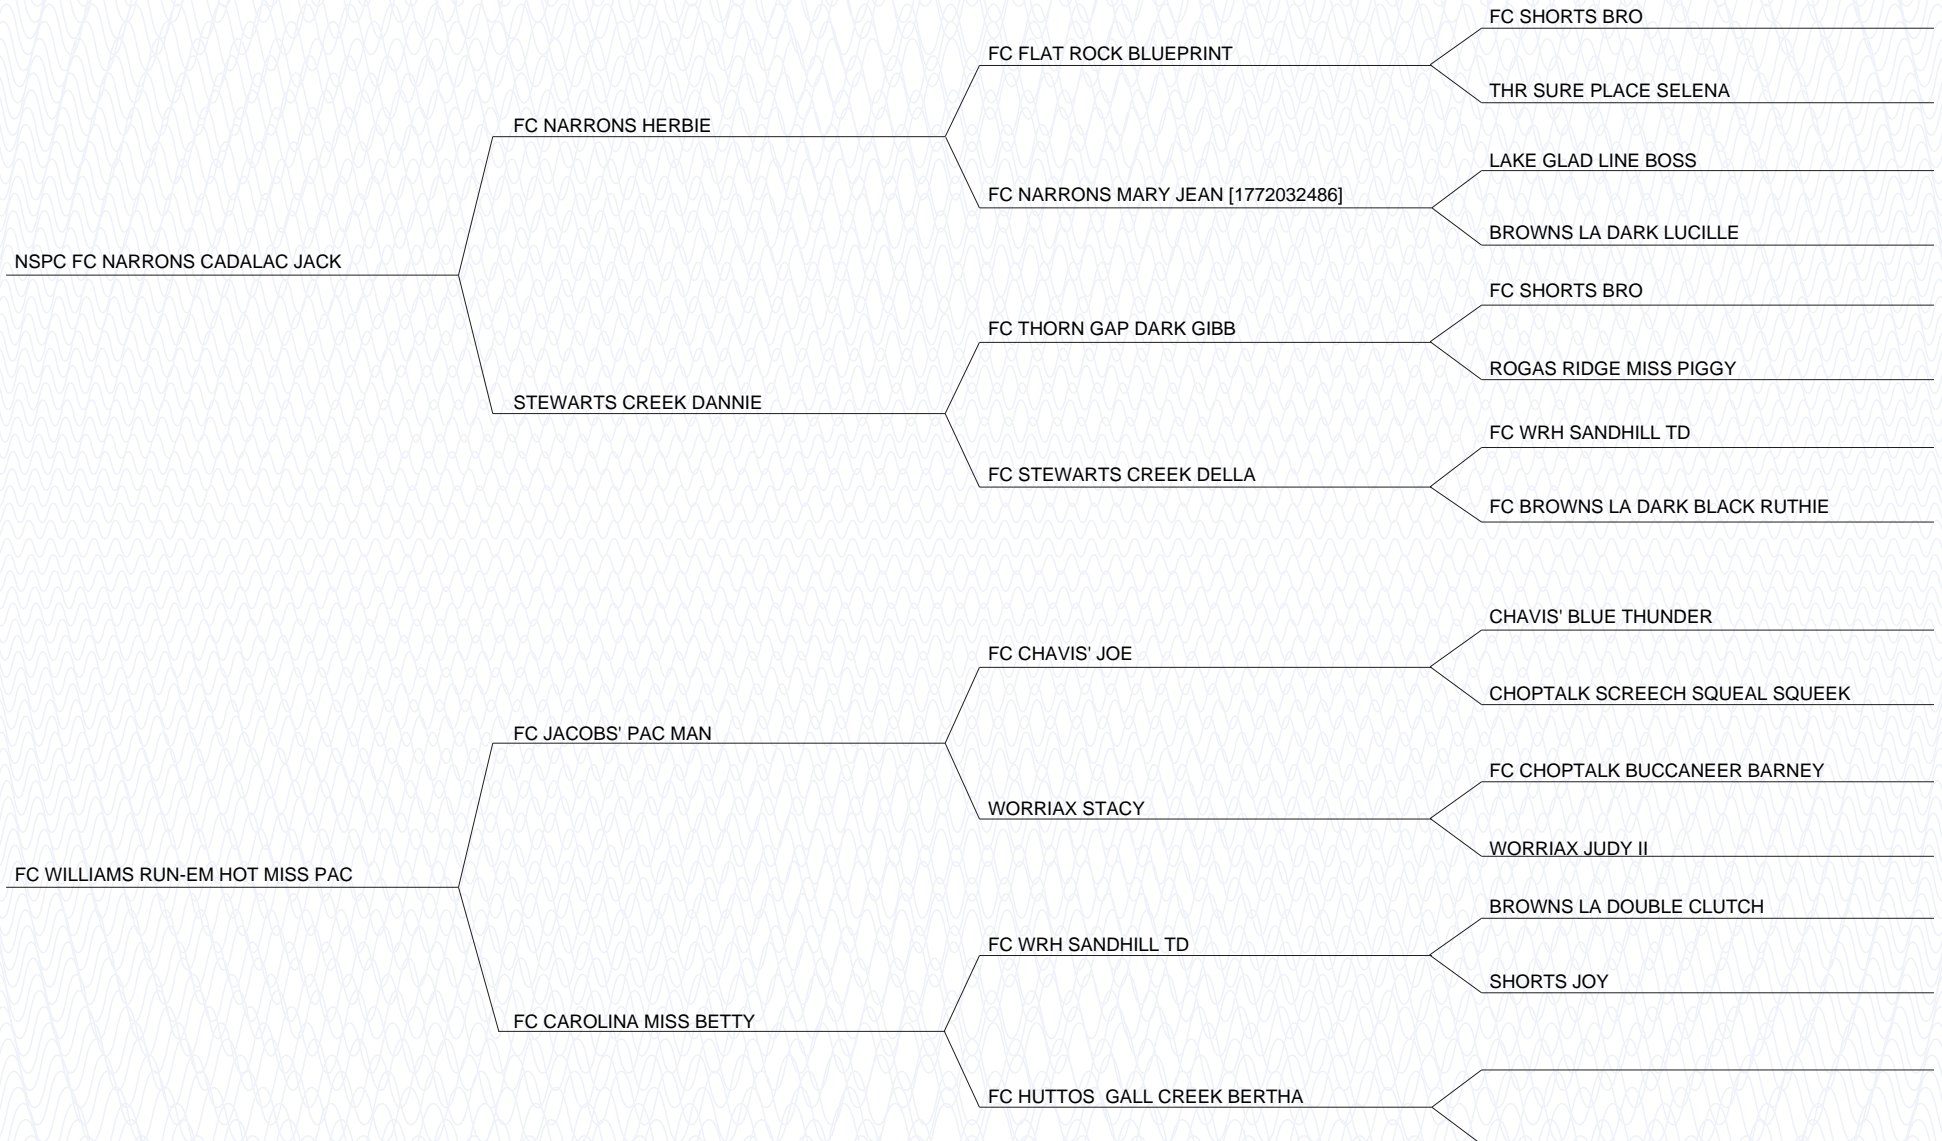 FC SHORTS BRO
FC FLAT ROCK BLUEPRINT
THR SURE PLACE SELENA
FC NARRONS HERBIE
LAKE GLAD LINE BOSS
FC NARRONS MARY JEAN [1772032486]
BROWNS LA DARK LUCILLE
NSPC FC NARRONS CADALAC JACK
FC SHORTS BRO
FC THORN GAP DARK GIBB
ROGAS RIDGE MISS PIGGY
STEWARTS CREEK DANNIE
FC WRH SANDHILL TD
FC STEWARTS CREEK DELLA
FC BROWNS LA DARK BLACK RUTHIE
CHAVIS' BLUE THUNDER
FC CHAVIS' JOE
CHOPTALK SCREECH SQUEAL SQUEEK
FC JACOBS' PAC MAN
FC CHOPTALK BUCCANEER BARNEY
WORRIAX STACY
WORRIAX JUDY II
FC WILLIAMS RUN-EM HOT MISS PAC
BROWNS LA DOUBLE CLUTCH
FC WRH SANDHILL TD
SHORTS JOY
FC CAROLINA MISS BETTY
FC HUTTOS  GALL CREEK BERTHA